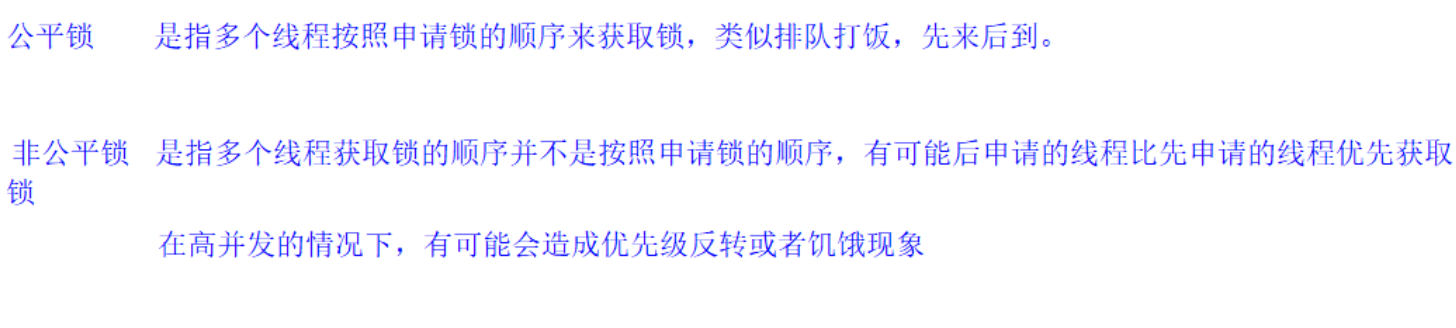 公平锁 是指多个线程按照申请锁的顺序来获取锁，类似排队打饭，先来后到。
非公平锁 是指多个线程获取锁的顺序并不是按照申请锁的顺序，有可能后申请的线程比先申请的线程优先获取
锁
在高并发的情况下，有可能会造成优先级反转或者饥饿现象